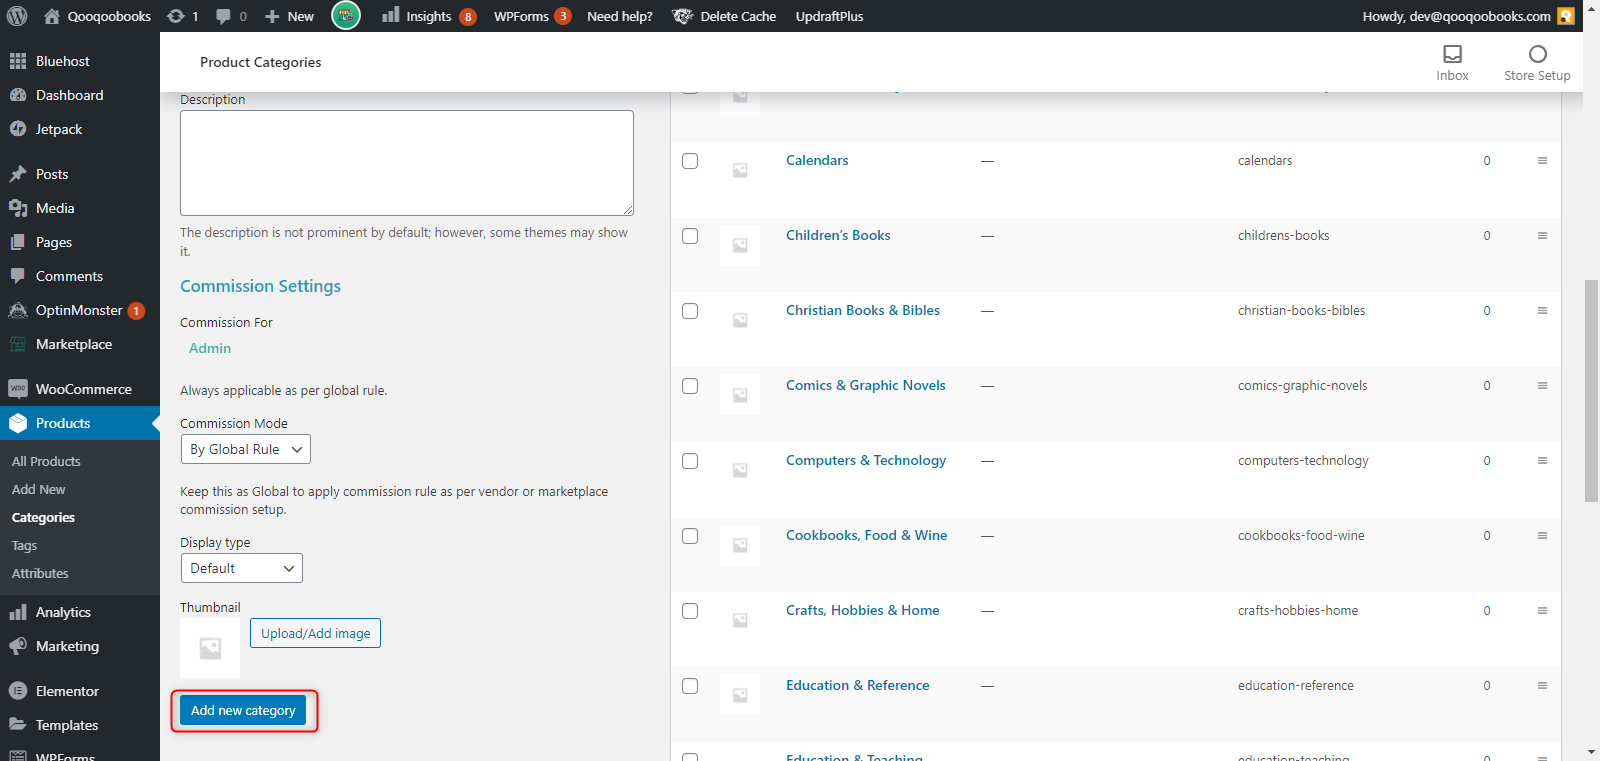 Qooqoobooks 1 0 New Insights 8 WPForms 3 Need help? Delete Cache UpdraftPlus Howdy, dev@qooqoobooks.com
Bluehost
Dashboard
Jetpack
Posts
Media
Pages
Comments
OptinMonster 1
Marketplace
WooCommerce
Products
All Products
Add New
Categories
Tags
Attributes
Analytics
Marketing
Elementor
Templates
WPForms
Product Categories
Inbox
Store Setup
Description
The description is not prominent by default; however, some themes may show
it.
Commission Settings
Commission For
Admin
Always applicable as per global rule.
Commission Mode
By Global Rule
Keep this as Global to apply commission rule as per vendor or marketplace
commission setup.
Display type
Default
Thumbnail
Upload/Add image
Add new category
Calendars — calendars 0
Children’s Books — childrens-books 0
Christian Books & Bibles — christian-books-bibles 0
Comics & Graphic Novels — comics-graphic-novels 0
Computers & Technology — computers-technology 0
Cookbooks, Food & Wine — cookbooks-food-wine 0
Crafts, Hobbies & Home — crafts-hobbies-home 0
Education & Reference — education-reference 0
Education & Teaching — education-teaching 0